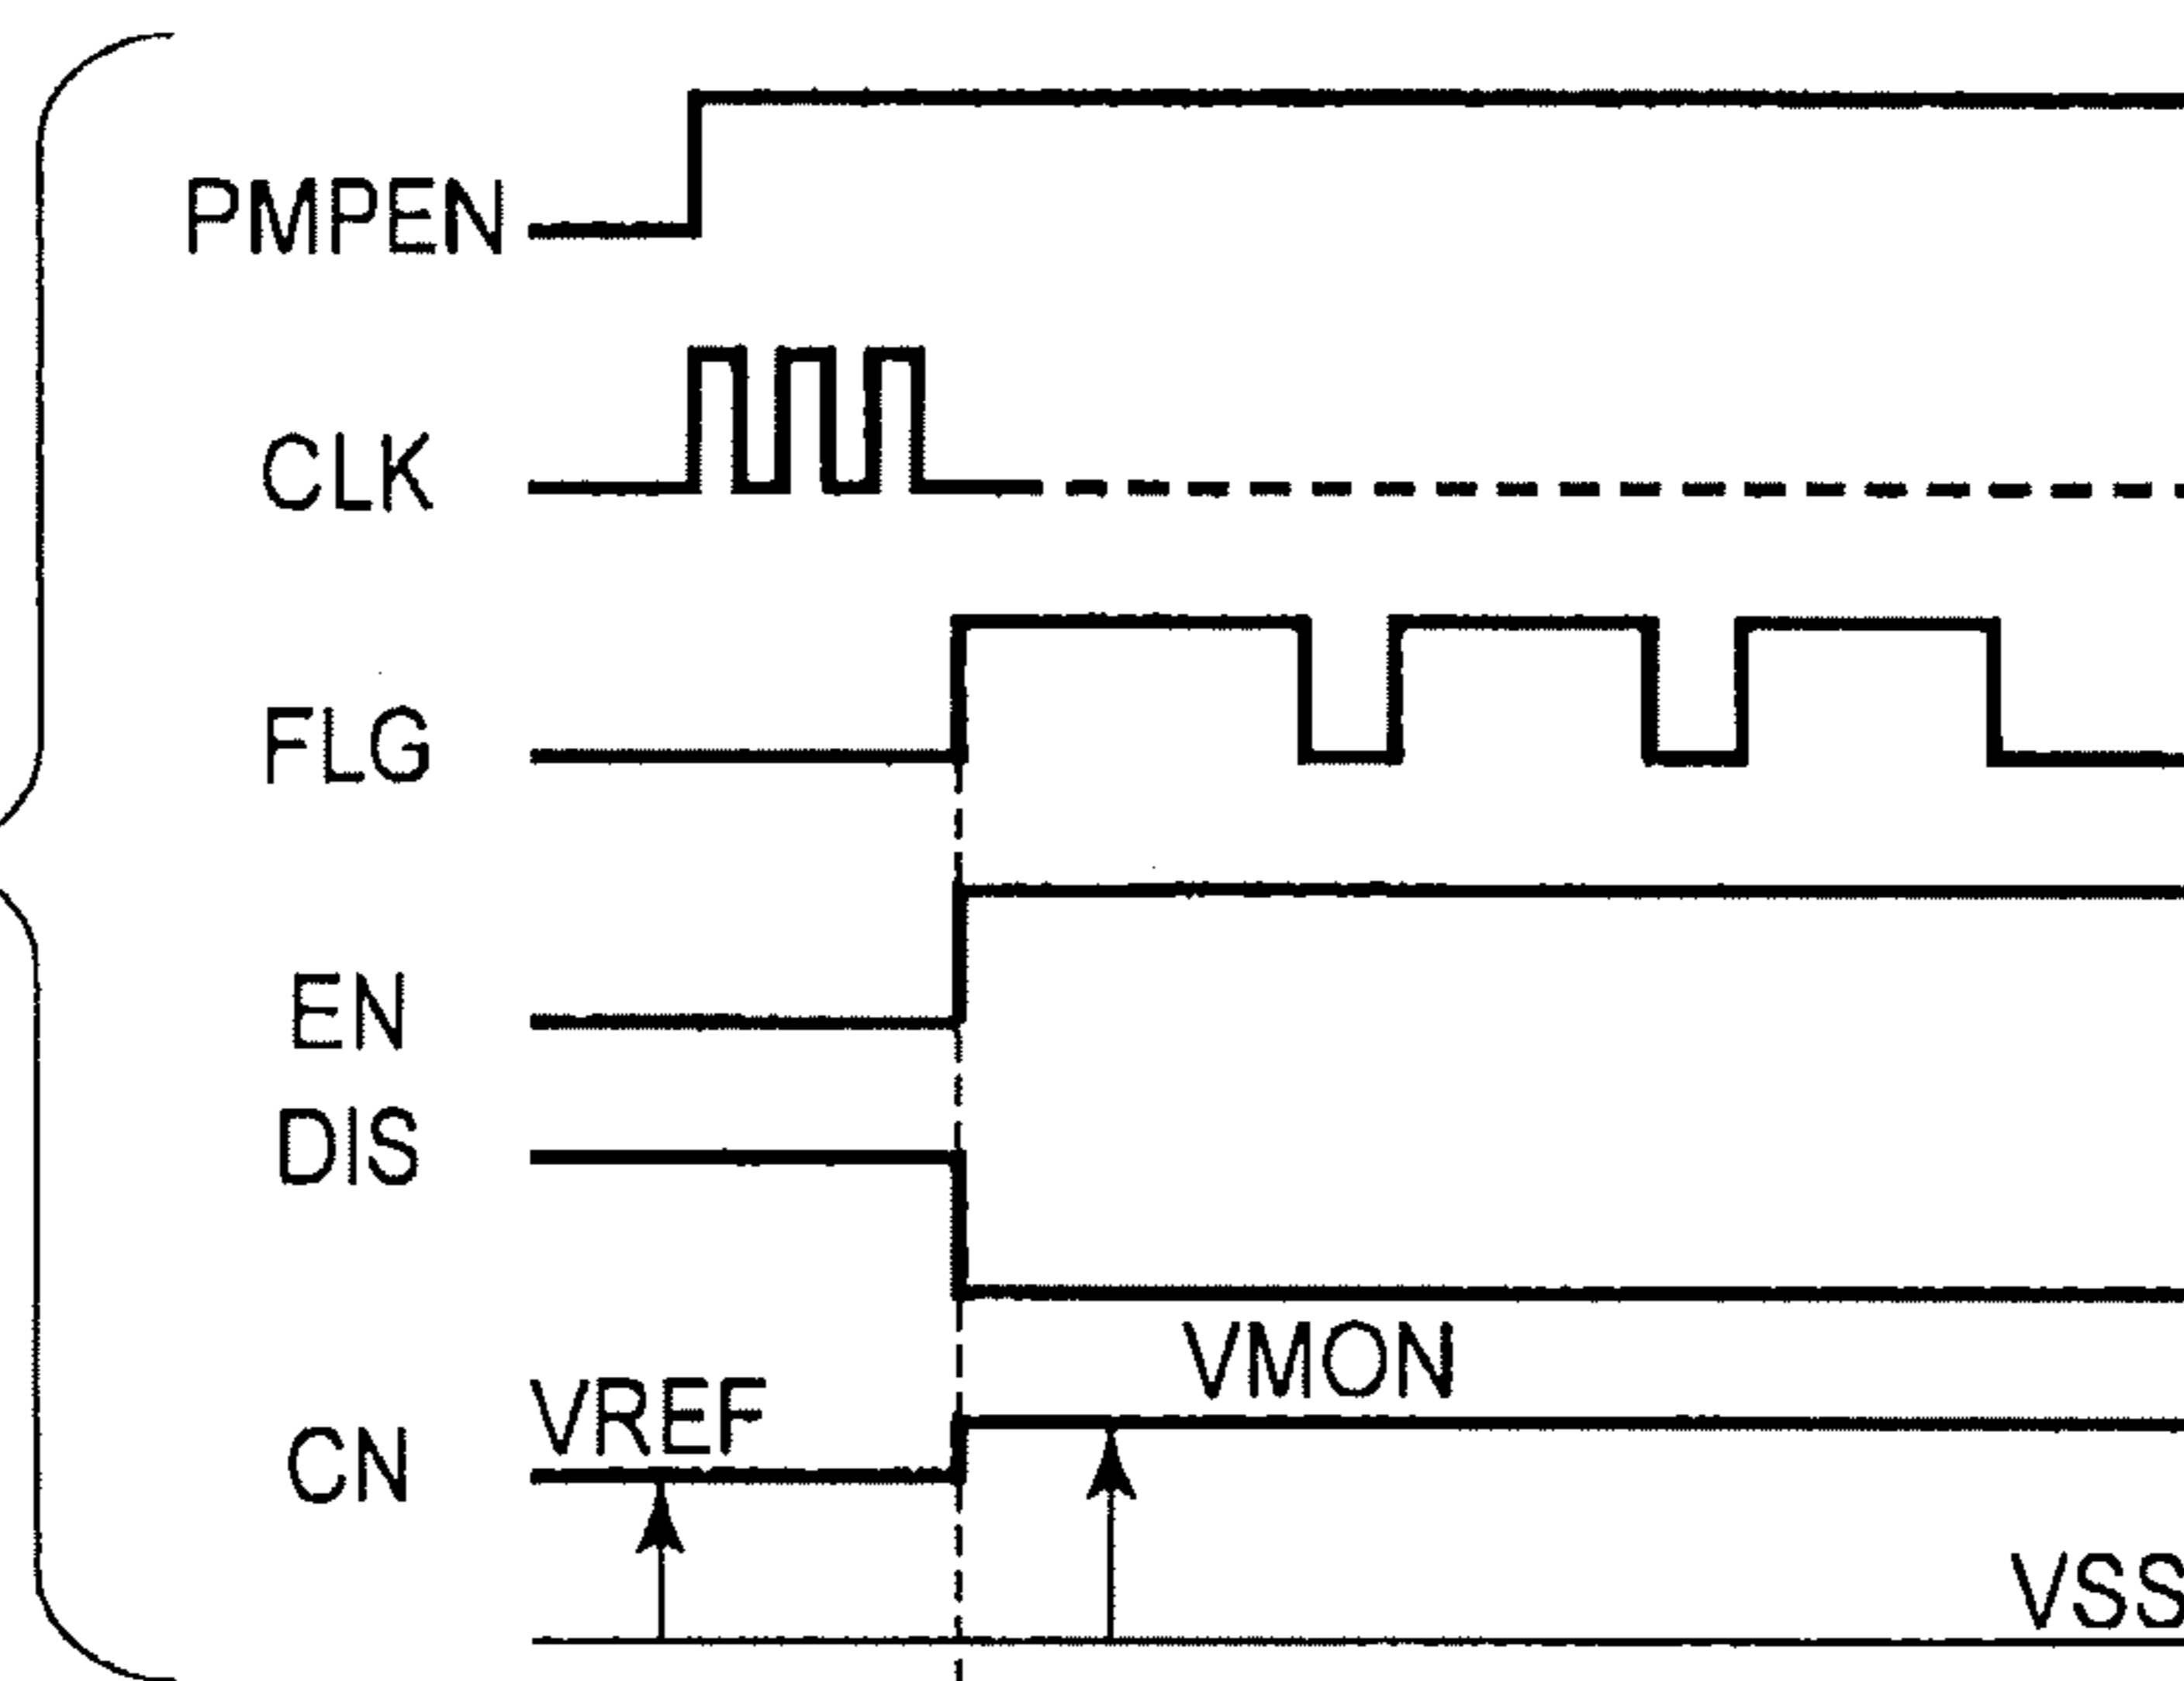 PMPEN
CLK
FLG
EN
DIS
VMON
VREF
CN
VSS